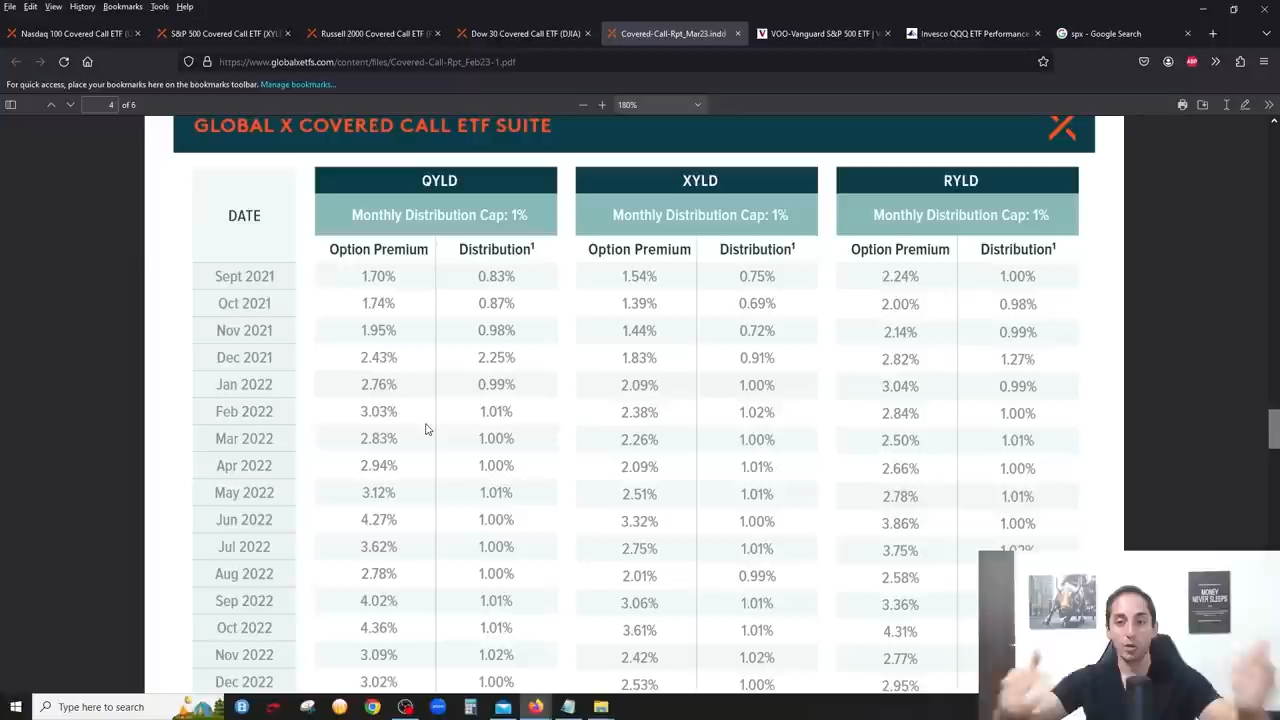 File Edit View History Bookmarks Tools Help
Nasdaq 100 Covered Call ETF (
S&P 500 Covered Call ETF (XYL
Russell 2000 Covered Call ETF (F
Dow 30 Covered Call ETF (DJIA)
Covered-Call-Rpt_Mar23.indd
VOO-Vanguard S&P 500 ETF |
Invesco QQQ ETF Performance
spx - Google Search
https://www.globalxetfs.com/content/files/Covered-Call-Rpt_Feb23-1.pdf
ABP
For quick access, place your bookmarks here on the bookmarks toolbar. Manage bookmarks...
4 of 6
180%
GLOBAL X COVERED CALL ETF SUITE
DATE QYLD XYLD RYLD
Monthly Distribution Cap: 1% Monthly Distribution Cap: 1% Monthly Distribution Cap: 1%
Option Premium Distribution¹ Option Premium Distribution¹ Option Premium Distribution¹
Sept 2021 1.70% 0.83% 1.54% 0.75% 2.24% 1.00%
Oct 2021 1.74% 0.87% 1.39% 0.69% 2.00% 0.98%
Nov 2021 1.95% 0.98% 1.44% 0.72% 2.14% 0.99%
Dec 2021 2.43% 2.25% 1.83% 0.91% 2.82% 1.27%
Jan 2022 2.76% 0.99% 2.09% 1.00% 3.04% 0.99%
Feb 2022 3.03% 1.01% 2.38% 1.02% 2.84% 1.00%
Mar 2022 2.83% 1.00% 2.26% 1.00% 2.50% 1.01%
Apr 2022 2.94% 1.00% 2.09% 1.01% 2.66% 1.00%
May 2022 3.12% 1.01% 2.51% 1.01% 2.78% 1.01%
Jun 2022 4.27% 1.00% 3.32% 1.00% 3.86% 1.00%
Jul 2022 3.62% 1.00% 2.75% 1.01% 3.75%
Aug 2022 2.78% 1.00% 2.01% 0.99% 2.58%
Sep 2022 4.02% 1.01% 3.06% 1.01% 3.36%
Oct 2022 4.36% 1.01% 3.61% 1.01% 4.31%
Nov 2022 3.09% 1.02% 2.42% 1.02% 2.77%
Dec 2022 3.02% 1.00% 2.53% 1.00% 2.95%
MONEY
NEVER SLEEPS
Type here to search